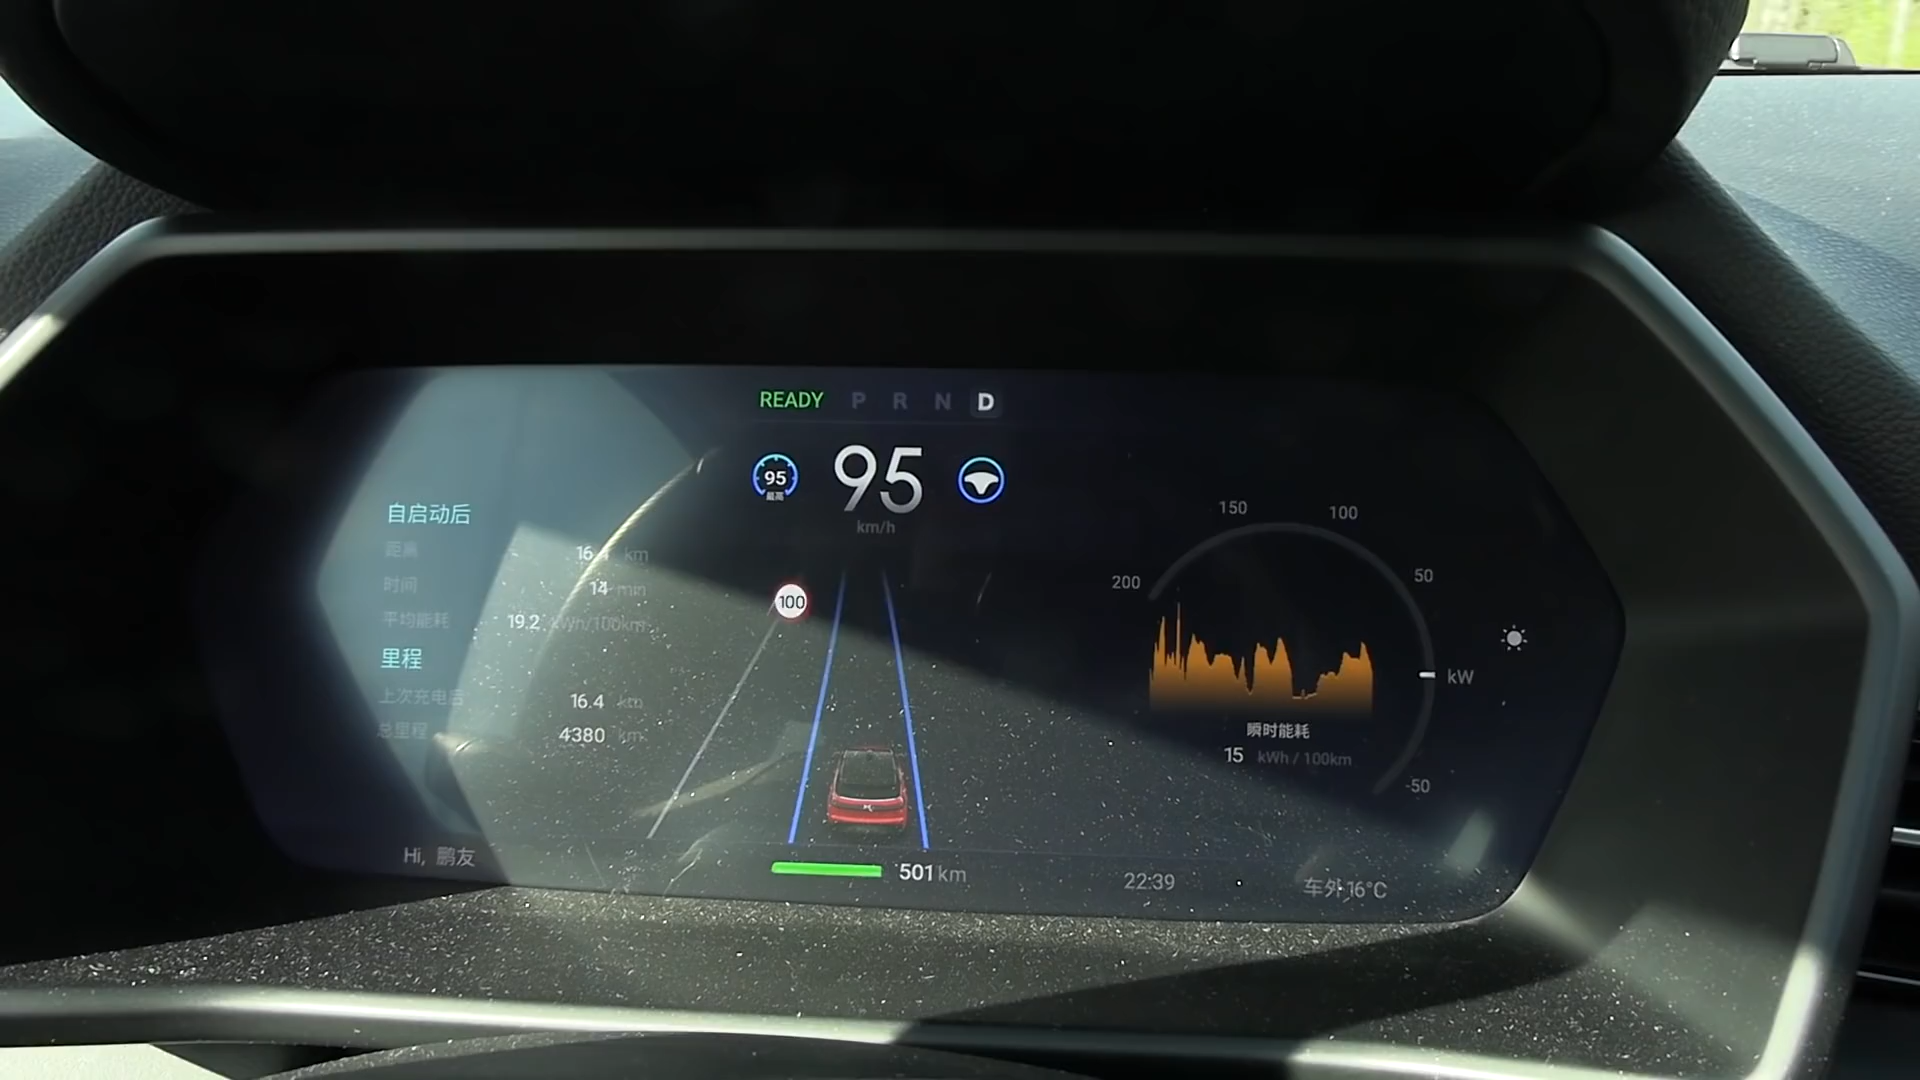 READY P R N D
95
最高
95
km/h
自启动后
距离 16.4 km
时间 14 min
平均能耗 19.2 kWh/100km
里程
上次充电后 16.4 km
总里程 4380 km
100
200
150
100
50
kW
-50
瞬时能耗
15 kWh / 100km
Hi, 鹏友
501 km
22:39
车外 16°C